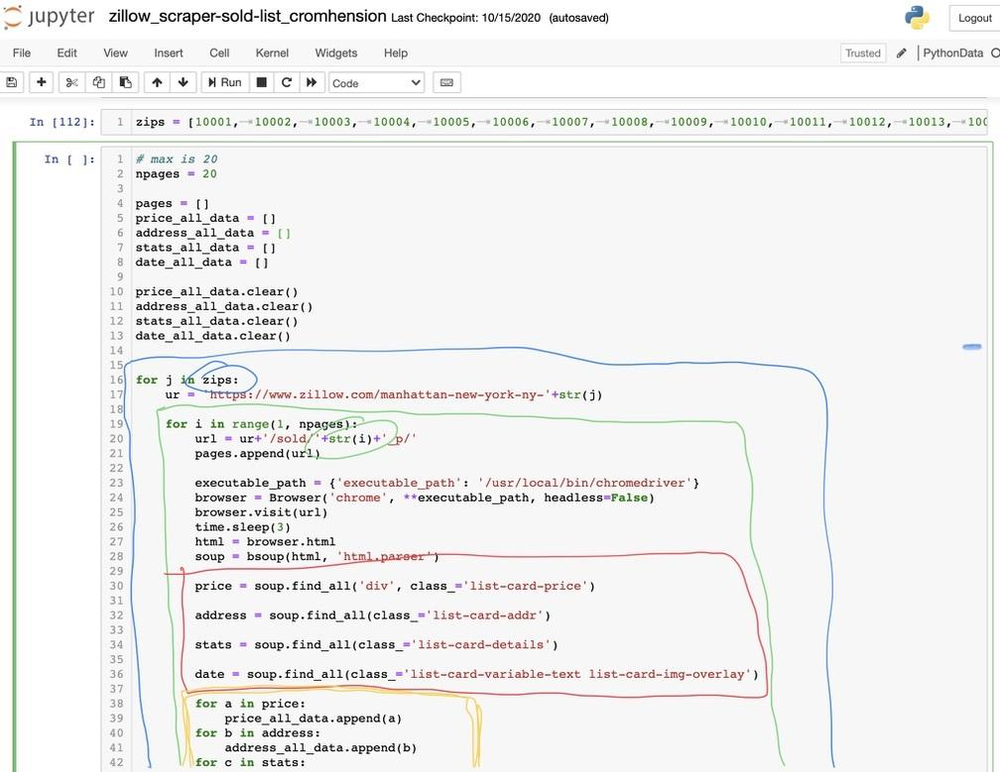 jupyter zillow_scraper-sold-list_cromhension Last Checkpoint: 10/15/2020 (autosaved) Logout
File Edit View Insert Cell Kernel Widgets Help Trusted PythonData
Run Code
In [112]: 1 zips = [10001, 10002, 10003, 10004, 10005, 10006, 10007, 10008, 10009, 10010, 10011, 10012, 10013, 100
In [ ]: 1 # max is 20
2 npages = 20
3
4 pages = []
5 price_all_data = []
6 address_all_data = []
7 stats_all_data = []
8 date_all_data = []
9
10 price_all_data.clear()
11 address_all_data.clear()
12 stats_all_data.clear()
13 date_all_data.clear()
14
15
16 for j in zips:
17 ur = 'https://www.zillow.com/manhattan-new-york-ny-'+str(j)
18
19 for i in range(1, npages):
20 url = ur+'/sold/'+str(i)+'_p/'
21 pages.append(url)
22
23 executable_path = {'executable_path': '/usr/local/bin/chromedriver'}
24 browser = Browser('chrome', **executable_path, headless=False)
25 browser.visit(url)
26 time.sleep(3)
27 html = browser.html
28 soup = bsoup(html, 'html.parser')
29
30 price = soup.find_all('div', class_='list-card-price')
31
32 address = soup.find_all(class_='list-card-addr')
33
34 stats = soup.find_all(class_='list-card-details')
35
36 date = soup.find_all(class_='list-card-variable-text list-card-img-overlay')
37
38 for a in price:
39 price_all_data.append(a)
40 for b in address:
41 address_all_data.append(b)
42 for c in stats: